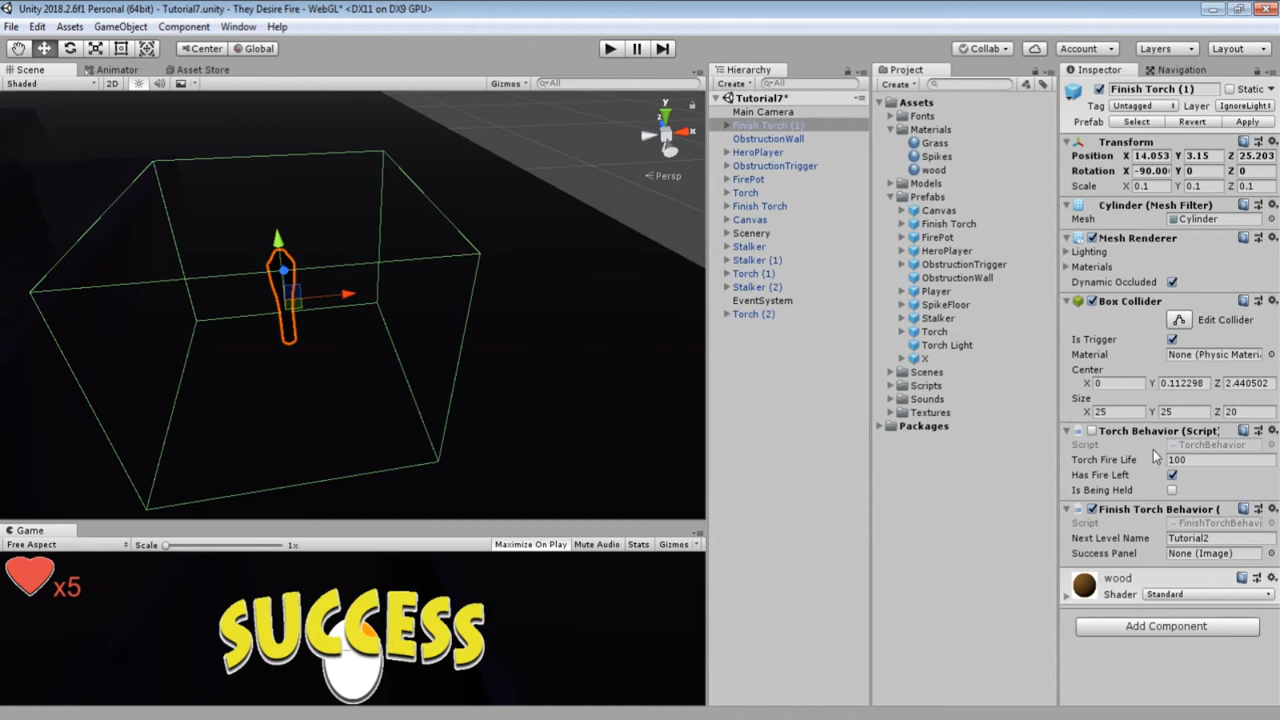 Unity 2018.2.6f1 Personal (64bit) - Tutorial7.unity - They Desire Fire - WebGL* <DX11 on DX9 GPU>
File Edit Assets GameObject Component Window Help
Center Global Collab Account Layers Layout
Scene Animator Asset Store
Shaded 2D Gizmos All
y
x
z
Persp
Game
Free Aspect Scale 1x Maximize On Play Mute Audio Stats Gizmos
x5
SUCCESS
Hierarchy
Create All
Tutorial7*
Main Camera
Finish Torch (1)
ObstructionWall
HeroPlayer
ObstructionTrigger
FirePot
Torch
Finish Torch
Canvas
Scenery
Stalker
Stalker (1)
Torch (1)
Stalker (2)
EventSystem
Torch (2)
Project
Create
Assets
Fonts
Materials
Grass
Spikes
wood
Models
Prefabs
Canvas
Finish Torch
FirePot
HeroPlayer
ObstructionTrigger
ObstructionWall
Player
SpikeFloor
Stalker
Torch
Torch Light
X
Scenes
Scripts
Sounds
Textures
Packages
Inspector Navigation
Finish Torch (1) Static
Tag Untagged Layer IgnoreLight
Prefab Select Revert Apply
Transform
Position X 14.053 Y 3.15 Z 25.203
Rotation X -90.00 Y 0 Z 0
Scale X 0.1 Y 0.1 Z 0.1
Cylinder (Mesh Filter)
Mesh Cylinder
Mesh Renderer
Lighting
Materials
Dynamic Occluded
Box Collider
Edit Collider
Is Trigger
Material None (Physic Materi
Center
X 0 Y 0.112298 Z 2.440502
Size
X 25 Y 25 Z 20
Torch Behavior (Script)
Script TorchBehavior
Torch Fire Life 100
Has Fire Left
Is Being Held
Finish Torch Behavior (
Script FinishTorchBehavi
Next Level Name Tutorial2
Success Panel None (Image)
wood
Shader Standard
Add Component